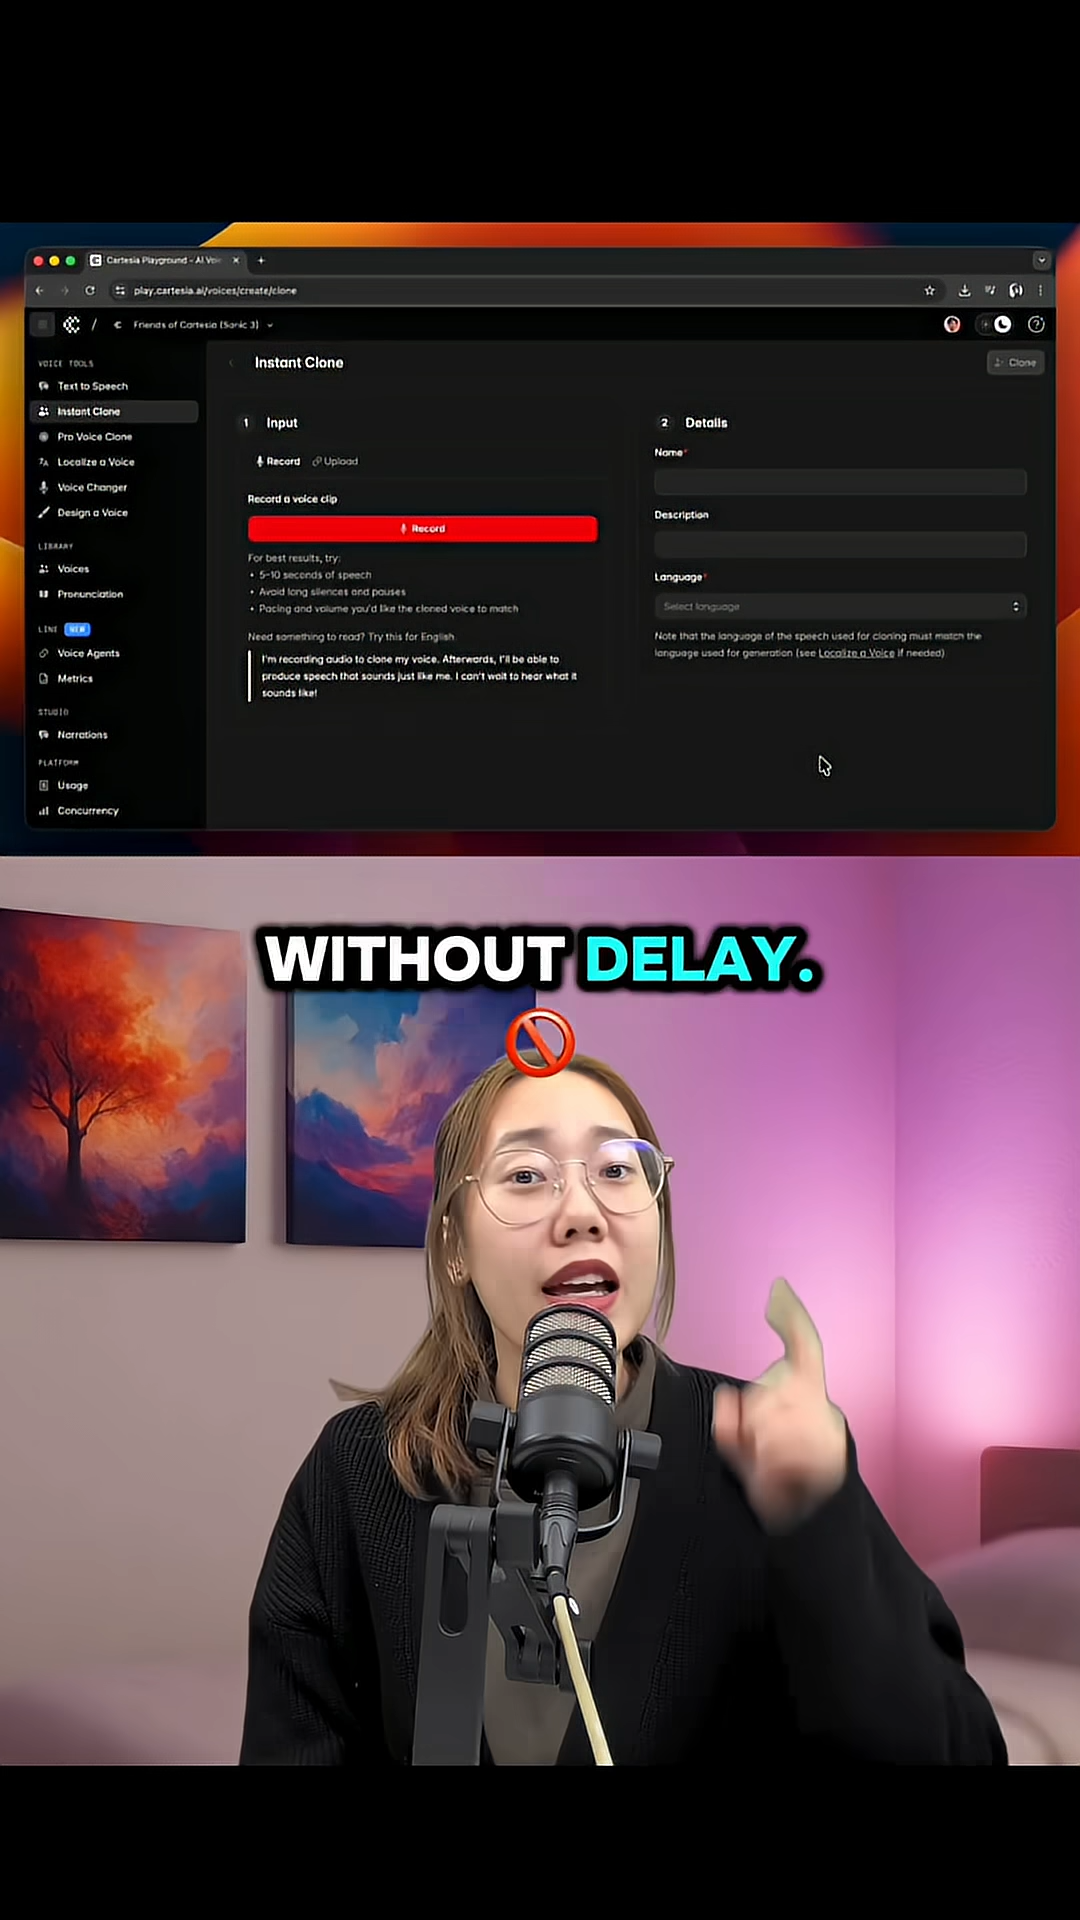 Cartesia Playground - AI Voic
play.cartesia.ai/voices/create/clone
/ Friends of Cartesia (Sonic 3)
Instant Clone
Clone
VOICE TOOLS
Text to Speech
Instant Clone
Pro Voice Clone
Localize a Voice
Voice Changer
Design a Voice
LIBRARY
Voices
Pronunciation
LINE NEW
Voice Agents
Metrics
STUDIO
Narrations
PLATFORM
Usage
Concurrency
1 Input
Record Upload
Record a voice clip
Record
For best results, try:
• 5-10 seconds of speech
• Avoid long silences and pauses
• Pacing and volume you'd like the cloned voice to match
Need something to read? Try this for English.
I'm recording audio to clone my voice. Afterwards, I'll be able to
produce speech that sounds just like me. I can't wait to hear what it
sounds like!
2 Details
Name*
Description
Language*
Select language
Note that the language of the speech used for cloning must match the
language used for generation (see Localize a Voice if needed).
WITHOUT DELAY.